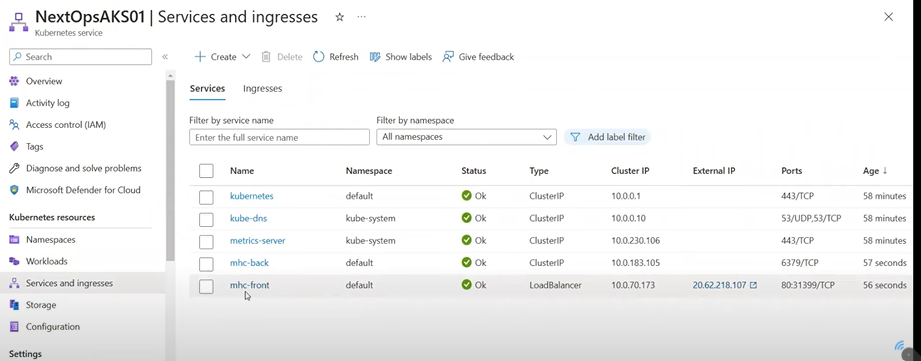 NextOpsAKS01 | Services and ingresses
Kubernetes service
Search
Create Delete Refresh Show labels Give feedback
Overview
Activity log
Access control (IAM)
Tags
Diagnose and solve problems
Microsoft Defender for Cloud
Kubernetes resources
Namespaces
Workloads
Services and ingresses
Storage
Configuration
Settings
Services Ingresses
Filter by service name Filter by namespace
Enter the full service name All namespaces Add label filter
Name Namespace Status Type Cluster IP External IP Ports Age ↓
kubernetes default Ok ClusterIP 10.0.0.1 443/TCP 58 minutes
kube-dns kube-system Ok ClusterIP 10.0.0.10 53/UDP,53/TCP 58 minutes
metrics-server kube-system Ok ClusterIP 10.0.230.106 443/TCP 58 minutes
mhc-back default Ok ClusterIP 10.0.183.105 6379/TCP 57 seconds
mhc-front default Ok LoadBalancer 10.0.70.173 20.62.218.107 80:31399/TCP 56 seconds